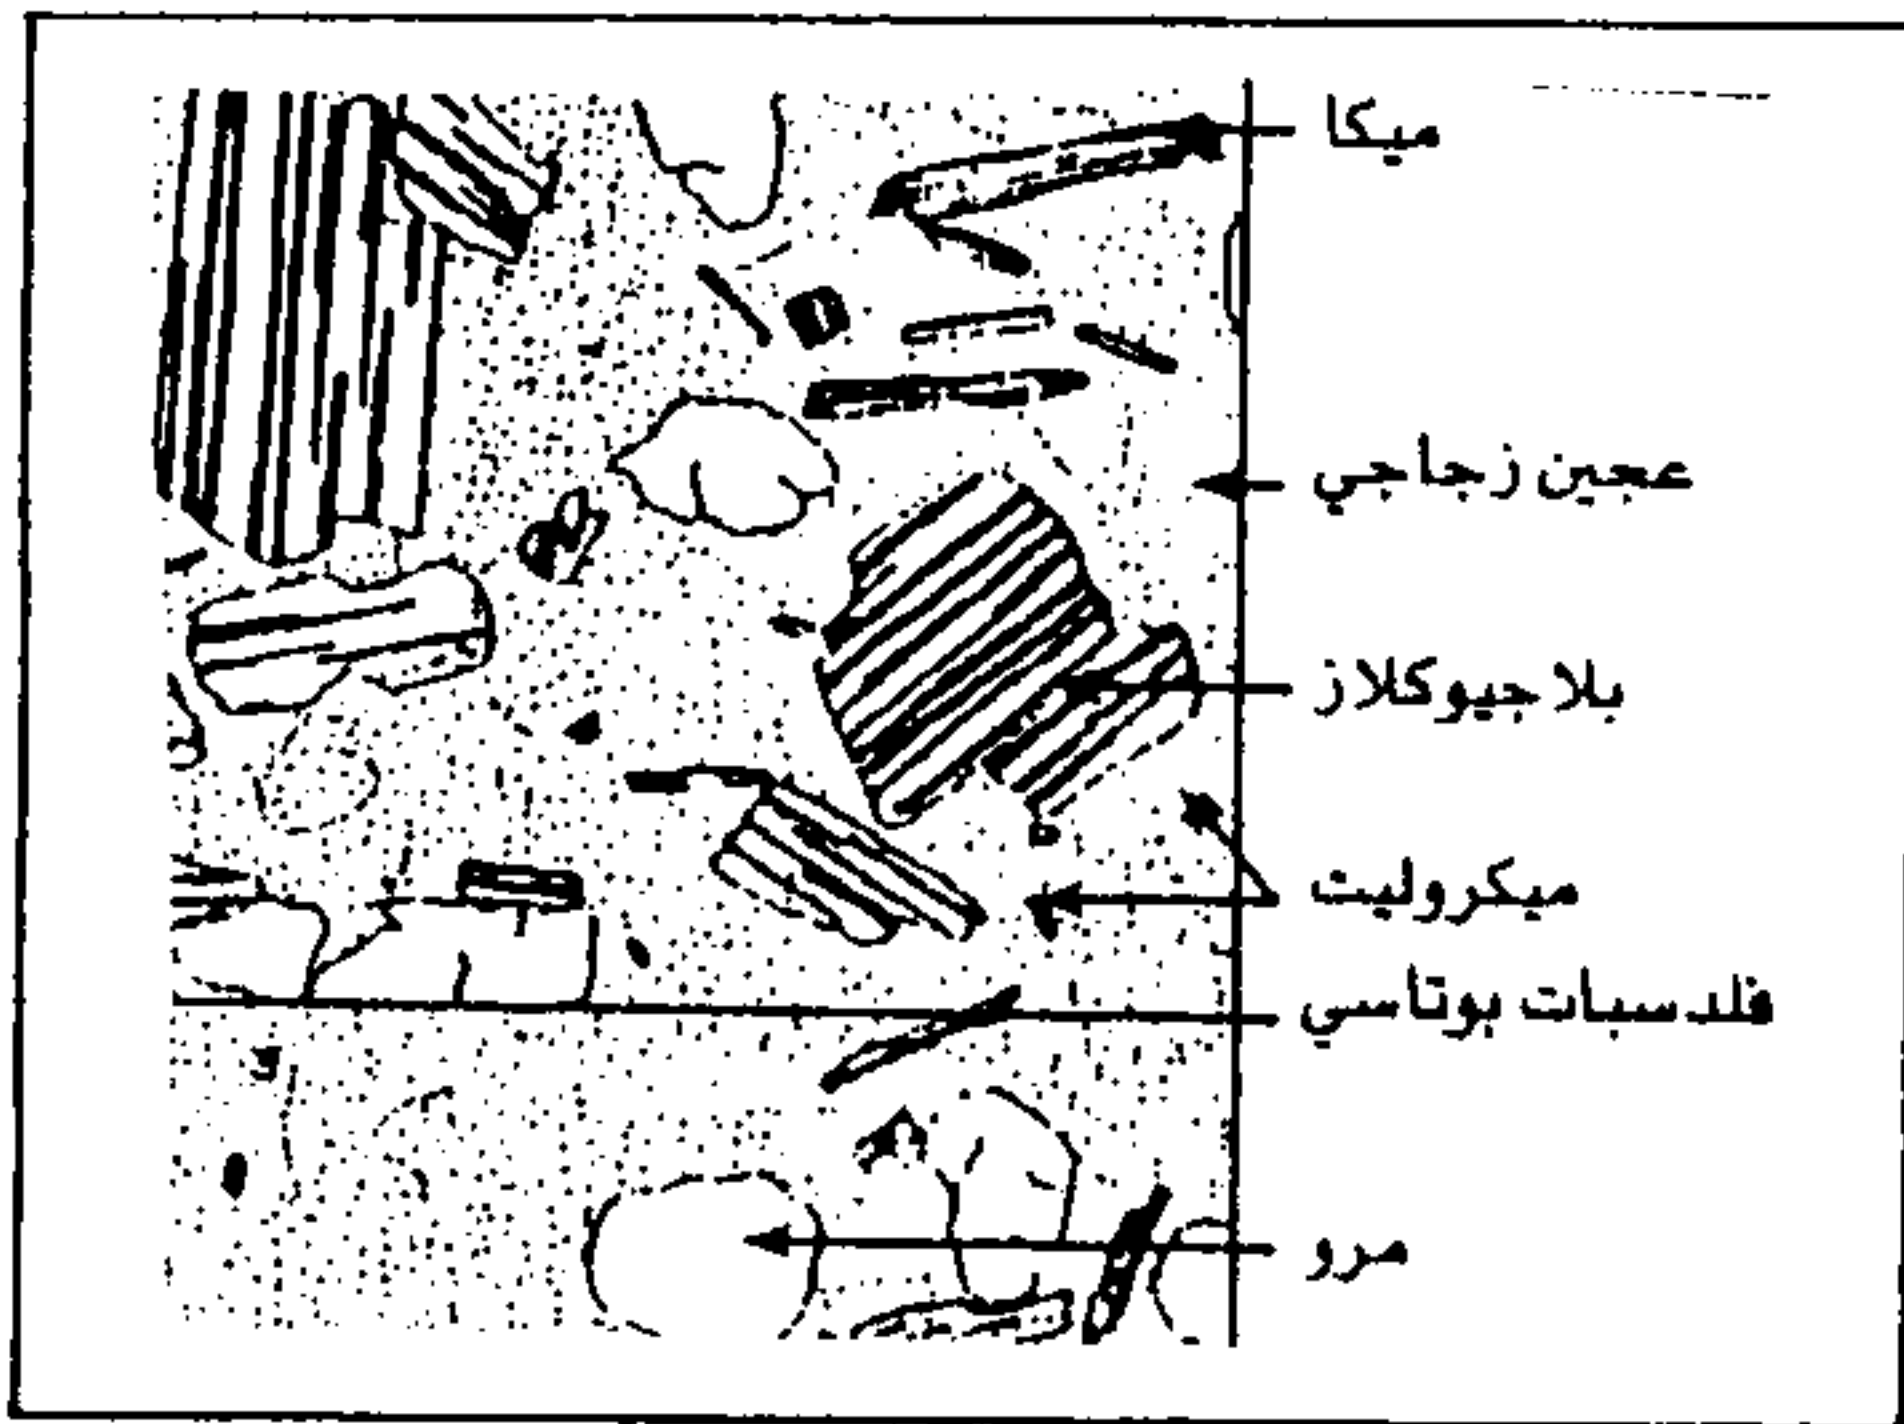 ميكا
عجين زجاجي
بلاجيوكلاز
ميكروليت
فلدسبات بوتاسي
مرو